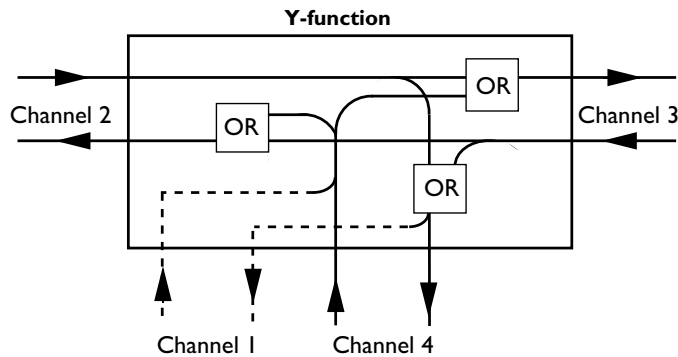 Y-function
OR
Channel 2
Channel 3
OR
OR
Channel 1
Channel 4